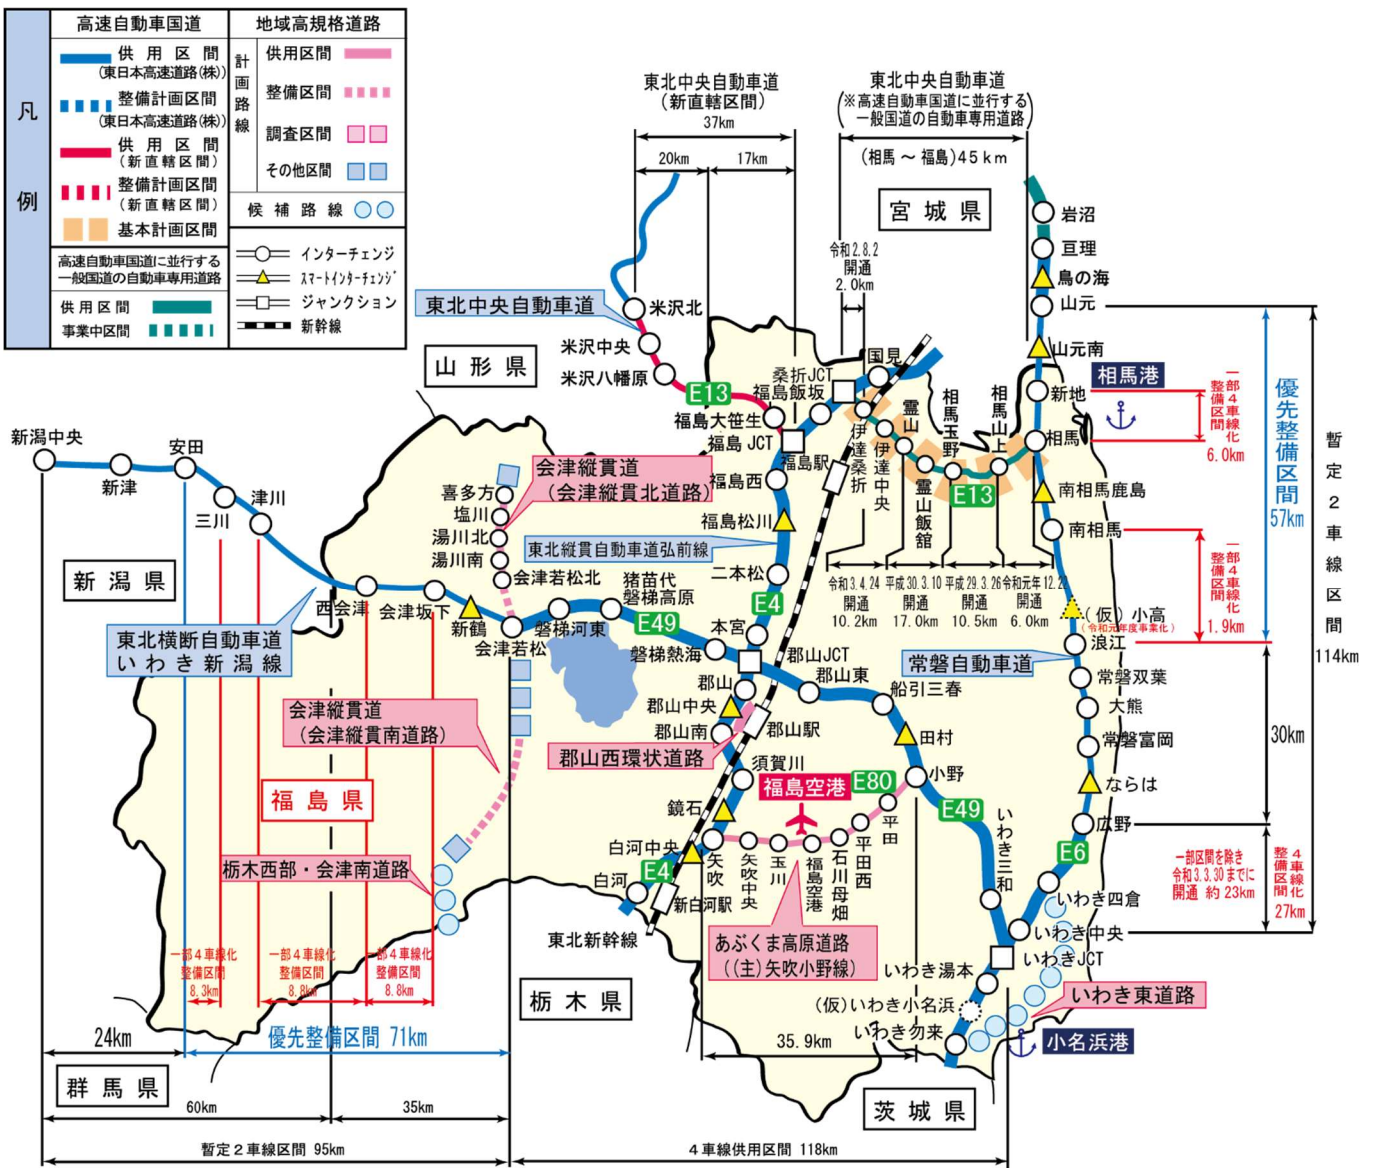 凡例
高速自動車国道
供用区間
(東日本高速道路(株))
整備計画区間
(東日本高速道路(株))
供用区間
(新直轄区間)
整備計画区間
(新直轄区間)
基本計画区間
高速自動車国道に並行する
一般国道の自動車専用道路
供用区間
事業中区間
地域高規格道路
計画路線
供用区間
整備区間
調査区間
その他区間
候補路線
インターチェンジ
スマートインターチェンジ
ジャンクション
新幹線
東北中央自動車道
(新直轄区間)
37km
20km
17km
東北中央自動車道
(※高速自動車国道に並行する
一般国道の自動車専用道路)
(相馬～福島)45km
宮城県
令和2.8.2
開通
2.0km
岩沼
亘理
鳥の海
山元
山元南
新地
相馬港
相馬
南相馬鹿島
南相馬
(仮)小高
(令和元年度事業化)
浪江
常磐双葉
大熊
常磐富岡
ならは
広野
いわき四倉
いわき中央
いわきJCT
いわき湯本
(仮)いわき小名浜
いわき勿来
一部4車線化
整備区間
6.0km
優先整備区間
57km
暫定2車線区間
114km
一部4車線化
整備区間
1.9km
30km
一部区間を除き
令和3.3.30までに
開通 約23km
4車線化
整備区間
27km
東北中央自動車道
米沢北
米沢中央
米沢八幡原
山形県
E13
福島大笹生
福島JCT
福島飯坂
桑折JCT
国見
福島駅
伊達桑折
伊達中央
霊山
霊山飯舘
相馬玉野
相馬山上
E13
令和3.4.24
開通
10.2km
平成30.3.10
開通
17.0km
平成29.3.26
開通
10.5km
令和元年12.22
開通
6.0km
福島西
福島松川
東北縦貫自動車道弘前線
二本松
E4
本宮
郡山JCT
郡山
郡山中央
郡山南
郡山駅
郡山西環状道路
須賀川
鏡石
矢吹
白河中央
E4
白河
新白河駅
東北新幹線
新潟中央
新津
安田
三川
津川
新潟県
西会津
会津坂下
新鶴
会津若松
東北横断自動車道
いわき新潟線
喜多方
塩川
湯川北
湯川南
会津若松北
会津縦貫道
(会津縦貫北道路)
磐梯河東
猪苗代
磐梯高原
E49
磐梯熱海
郡山東
船引三春
田村
小野
E49
いわき三和
常磐自動車道
E6
会津縦貫道
(会津縦貫南道路)
福島県
栃木西部・会津南道路
福島空港
E80
矢吹中央
玉川
福島空港
石川母畑
平田西
平田
あぶくま高原道路
((主)矢吹小野線)
いわき東道路
小名浜港
一部4車線化
整備区間
8.3km
一部4車線化
整備区間
8.8km
一部4車線化
整備区間
8.8km
24km
優先整備区間 71km
群馬県
60km
35km
暫定2車線区間 95km
4車線供用区間 118km
栃木県
35.9km
茨城県